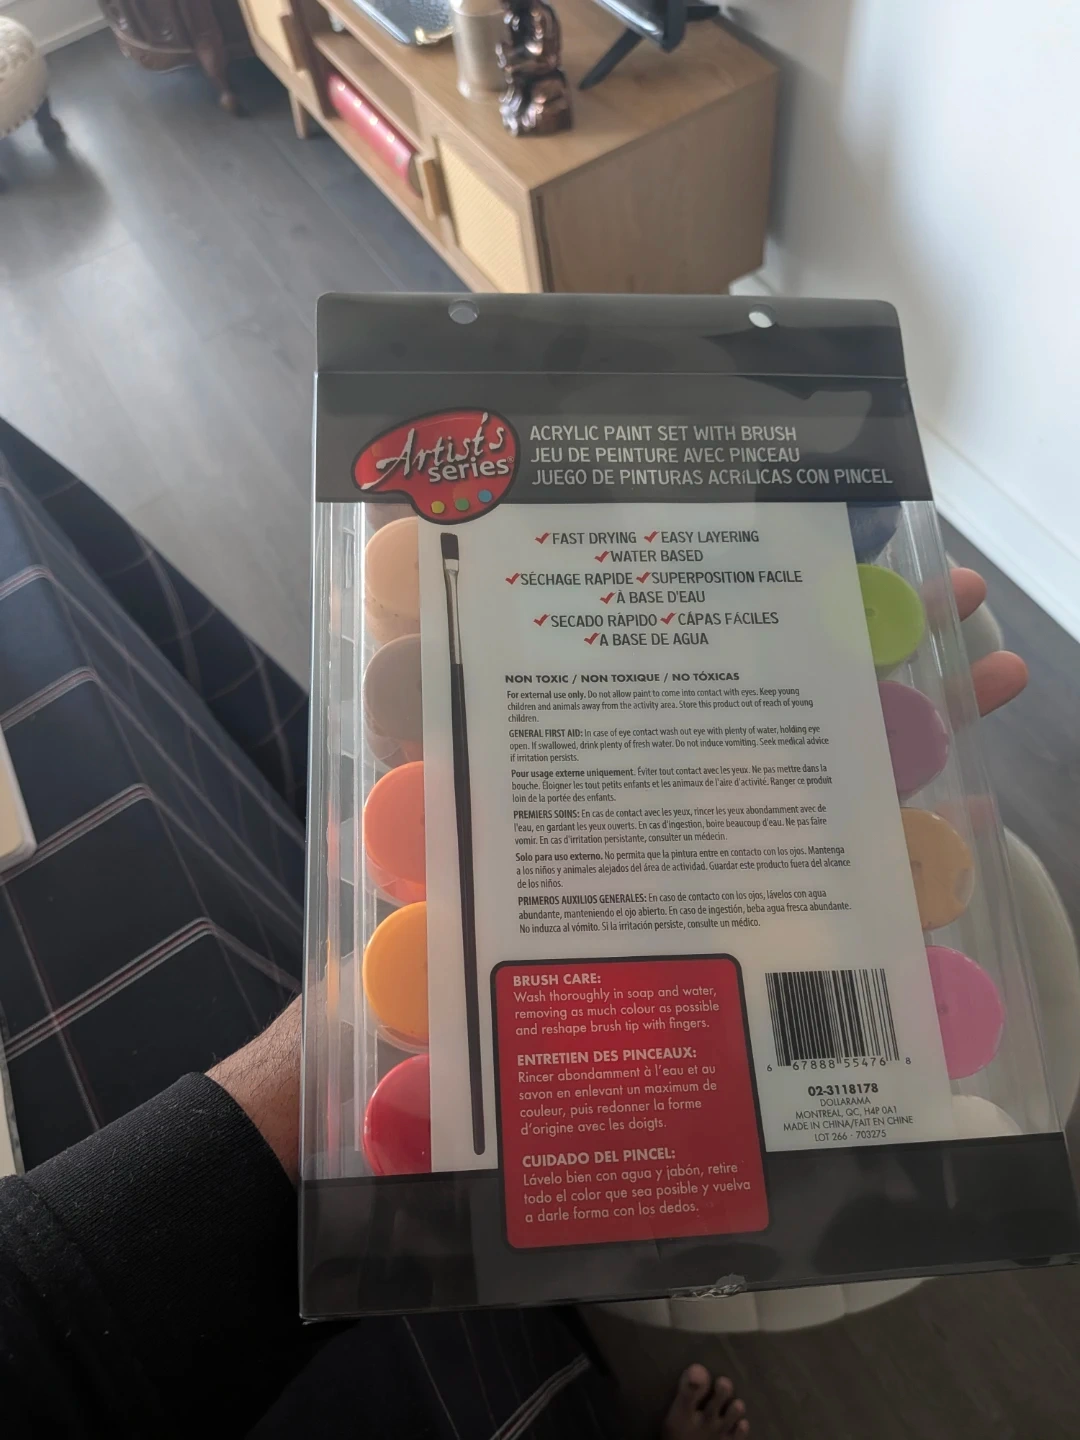 Artist's
series®
ACRYLIC PAINT SET WITH BRUSH
JEU DE PEINTURE AVEC PINCEAU
JUEGO DE PINTURAS ACRíLICAS CON PINCEL
FAST DRYING EASY LAYERING
WATER BASED
SÉCHAGE RAPIDE SUPERPOSITION FACILE
À BASE D'EAU
SECADO RÀPIDO CÁPAS FÁCILES
A BASE DE AGUA
NON TOXIC / NON TOXIQUE / NO TÓXICAS
For external use only. Do not allow paint to come into contact with eyes. Keep young
children and animals away from the activity area. Store this product out of reach of young
children.
GENERAL FIRST AID: In case of eye contact wash out eye with plenty of water, holding eye
open. If swallowed, drink plenty of fresh water. Do not induce vomiting. Seek medical advice
if irritation persists.
Pour usage externe uniquement. Éviter tout contact avec les yeux. Ne pas mettre dans la
bouche. Éloigner les tout petits enfants et les animaux de l'aire d'activité. Ranger ce produit
loin de la portée des enfants.
PREMIERS SOINS: En cas de contact avec les yeux, rincer les yeux abondamment avec de
l'eau, en gardant les yeux ouverts. En cas d'ingestion, boire beaucoup d'eau. Ne pas faire
vomir. En cas d'irritation persistante, consulter un médecin.
Solo para uso externo. No permita que la pintura entre en contacto con los ojos. Mantenga
a los niños y animales alejados del área de actividad. Guardar este producto fuera del alcance
de los niños.
PRIMEROS AUXILIOS GENERALES: En caso de contacto con los ojos, lávelos con agua
abundante, manteniendo el ojo abierto. En caso de ingestión, beba agua fresca abundante.
No induzca al vómito. Si la irritación persiste, consulte un médico.
BRUSH CARE:
Wash thoroughly in soap and water,
removing as much colour as possible
and reshape brush tip with fingers.
ENTRETIEN DES PINCEAUX:
Rincer abondamment à l'eau et au
savon en enlevant un maximum de
couleur, puis redonner la forme
d'origine avec les doigts.
CUIDADO DEL PINCEL:
Lávelo bien con agua y jabón, retire
todo el color que sea posible y vuelva
a darle forma con los dedos.
6 67888 55476 8
02-3118178
DOLLARAMA
MONTREAL, QC, H4P 0A1
MADE IN CHINA/FAIT EN CHINE
LOT 266 - 703275